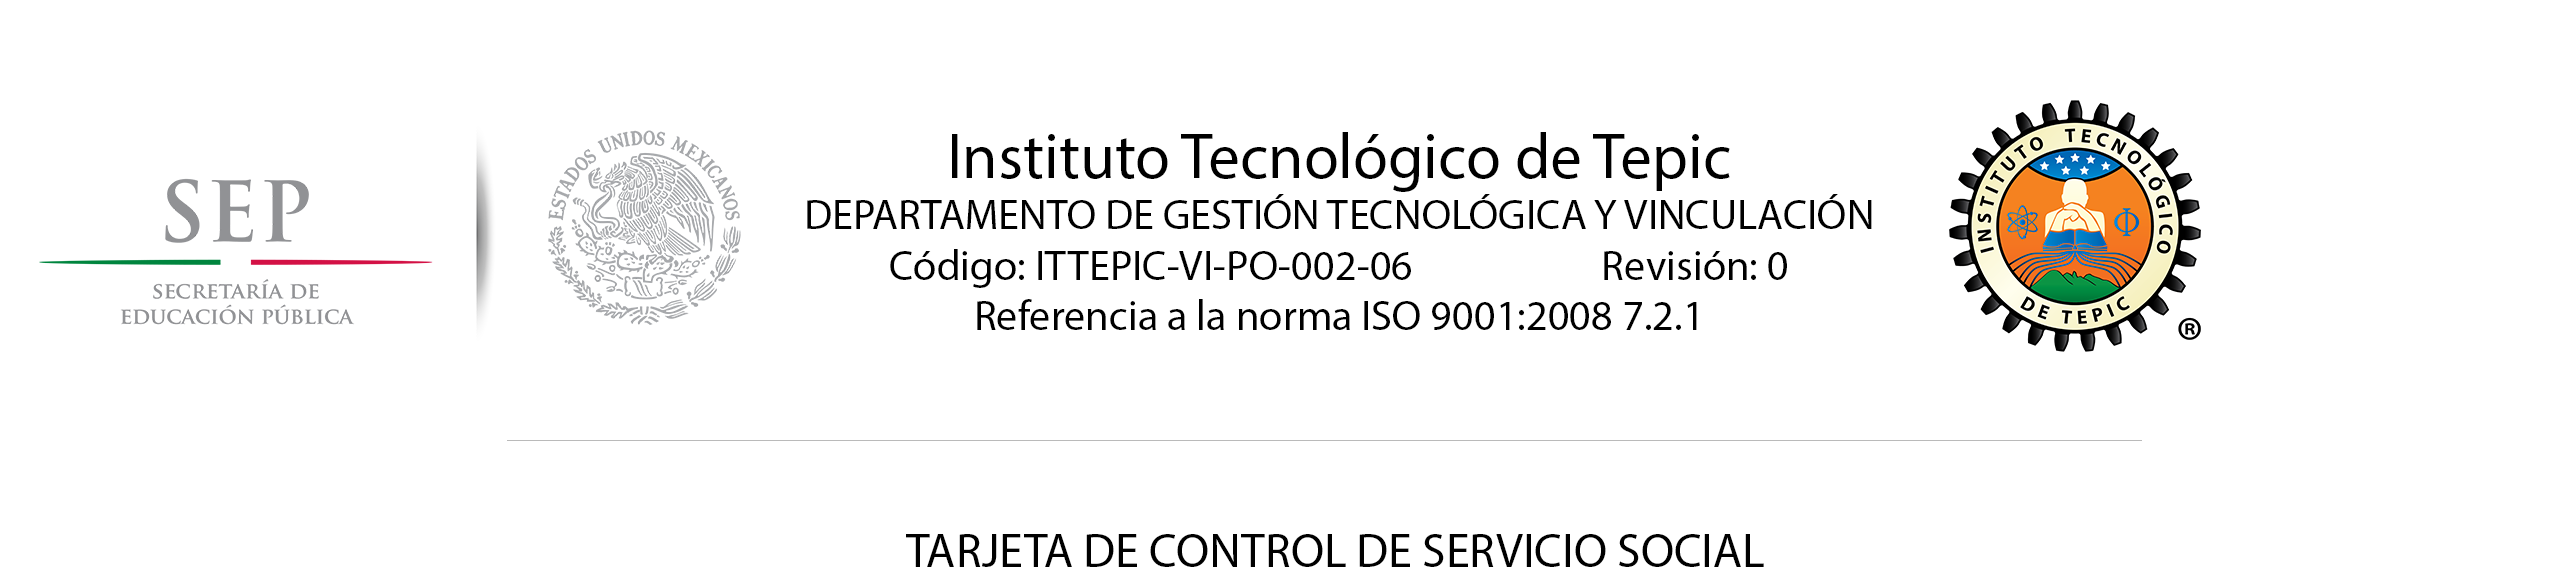 SEP
SECRETARÍA DE
EDUCACIÓN PÚBLICA
ESTADOS UNIDOS MEXICANOS
Instituto Tecnológico de Tepic
DEPARTAMENTO DE GESTIÓN TECNOLÓGICA Y VINCULACIÓN
Código: ITTEPIC-VI-PO-002-06 Revisión: 0
Referencia a la norma ISO 9001:2008 7.2.1
INSTITUTO TECNOLÓGICO
DE TEPIC
Φ
®
TARJETA DE CONTROL DE SERVICIO SOCIAL